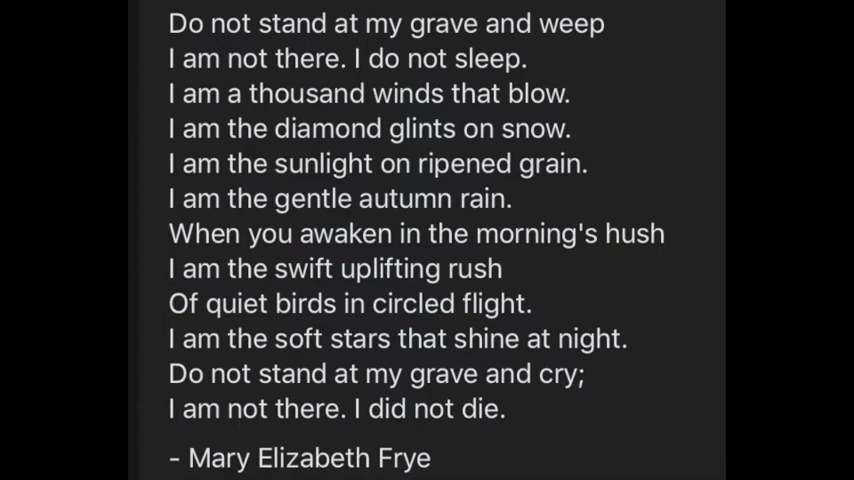 Do not stand at my grave and weep
I am not there. I do not sleep.
I am a thousand winds that blow.
I am the diamond glints on snow.
I am the sunlight on ripened grain.
I am the gentle autumn rain.
When you awaken in the morning's hush
I am the swift uplifting rush
Of quiet birds in circled flight.
I am the soft stars that shine at night.
Do not stand at my grave and cry;
I am not there. I did not die.
- Mary Elizabeth Frye